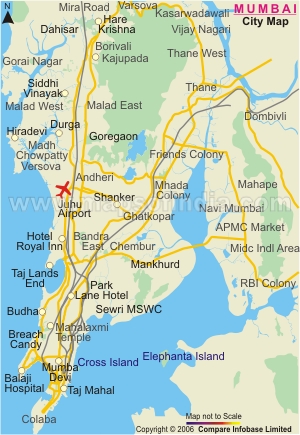 N
MUMBAI
City Map
Mira Road
Varsova
Hare
Krishna
Kasarwadawali
Dahisar
Vijay Nagari
Borivali
Kajupada
Thane West
Gorai Nagar
Siddhi
Vinayak
Thane
Malad West
Malad East
Dombivli
Durga
Hiradevi
Goregaon
Madh
Chowpatty
Versova
Friends Colony
Andheri
Mhada
Colony
Mahape
Juhu
Airport
Shanker
Ghatkopar
Navi Mumbai
APMC Market
Hotel
Royal Inn
Bandra
East
Chembur
Midc Indl Area
Taj Lands
End
Mankhurd
RBI Colony
Park
Lane Hotel
Budha
Sewri MSWC
Breach
Candy
Mahalaxmi
Temple
Elephanta Island
Cross Island
Balaji
Hospital
Mumba
Devi
Taj Mahal
Colaba
Map not to Scale
Copyright © 2006 Compare Infobase Limited